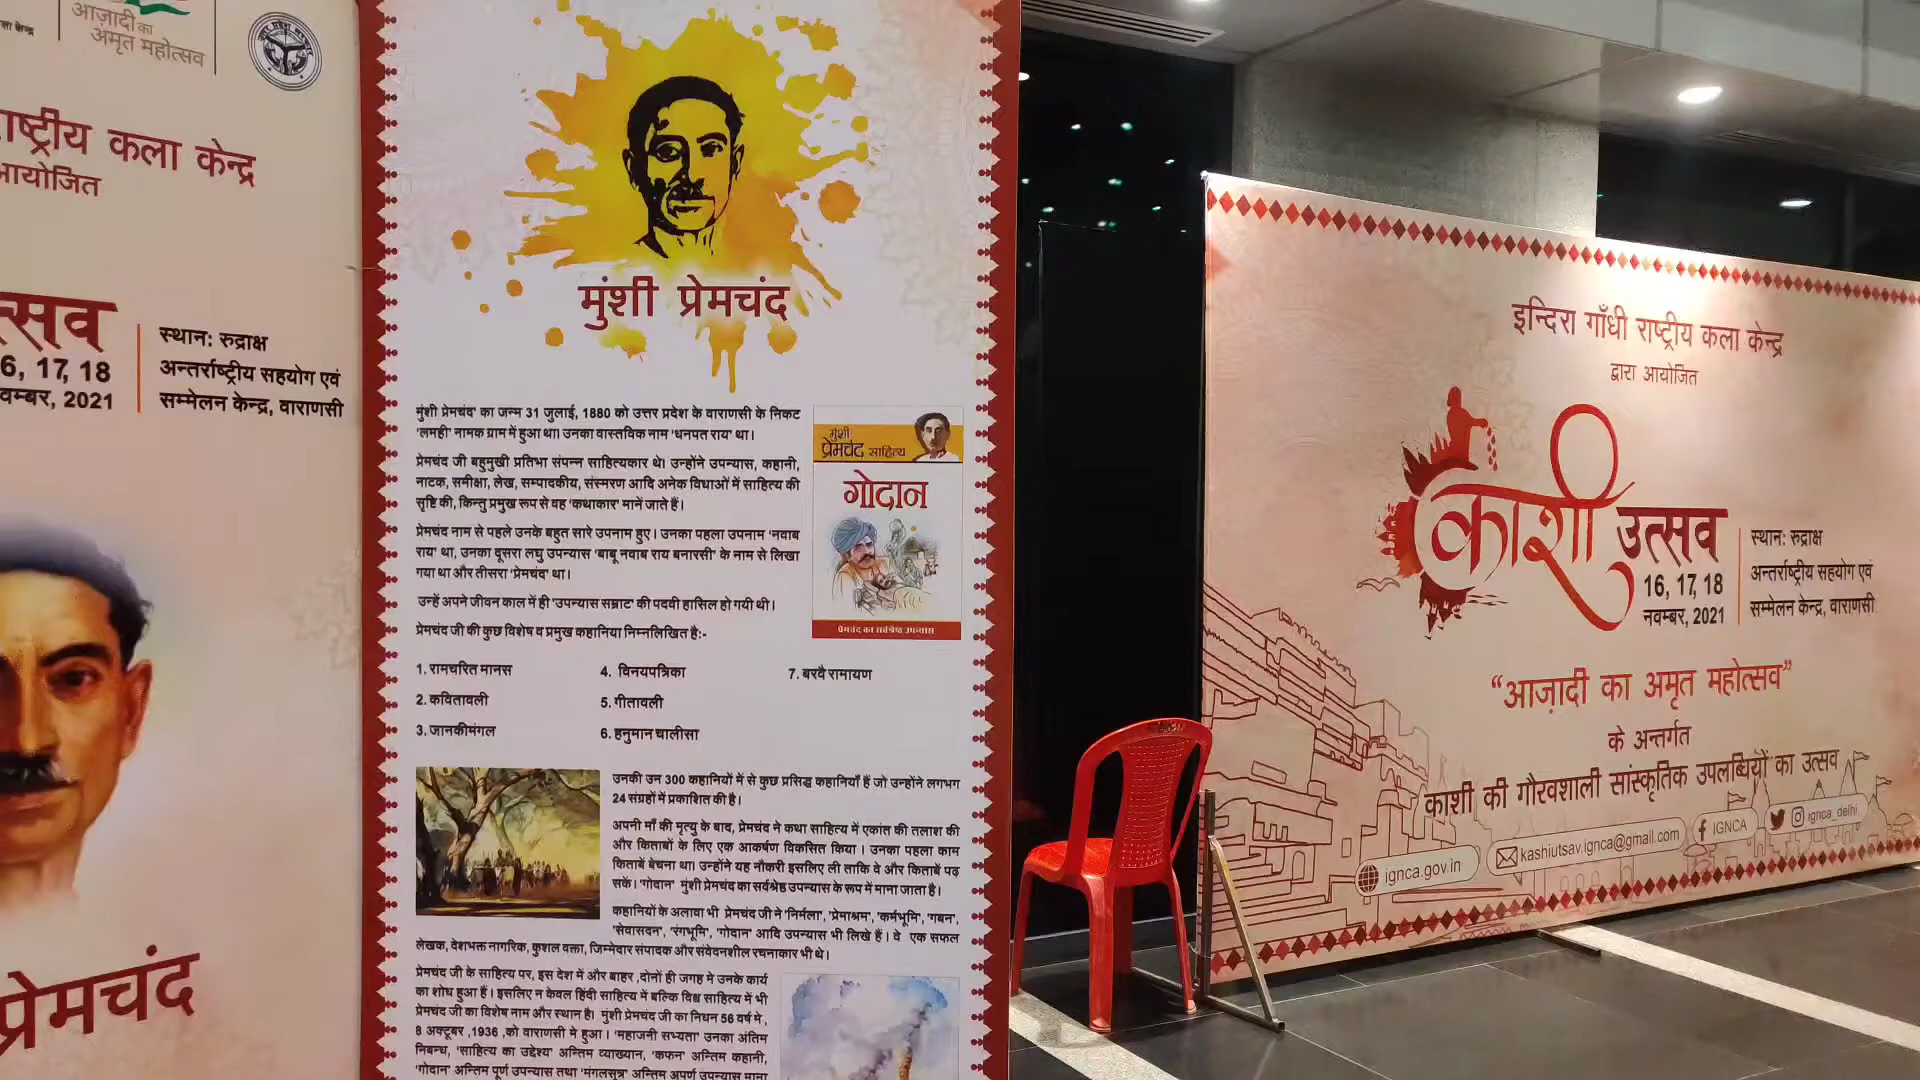 आज़ादी का
अमृत महोत्सव
कला केन्द्र
आयोजित
त्सव
6, 17, 18
2021
स्थान: रुद्राक्ष
अन्तर्राष्ट्रीय सहयोग एवं
सम्मेलन केन्द्र, वाराणसी
प्रेमचंद
मुंशी प्रेमचंद
मुंशी प्रेमचंद' का जन्म 31 जुलाई, 1880 को उत्तर प्रदेश के वाराणसी के निकट
'लमही' नामक ग्राम में हुआ था। उनका वास्तविक नाम 'धनपत राय' था।
प्रेमचंद जी बहुमुखी प्रतिभा संपन्न साहित्यकार थे। उन्होंने उपन्यास, कहानी,
नाटक, समीक्षा, लेख, सम्पादकीय, संस्मरण आदि अनेक विधाओं में साहित्य की
सृष्टि की, किन्तु प्रमुख रूप से वह 'कथाकार' मानें जाते हैं।
प्रेमचंद नाम से पहले उनके बहुत सारे उपनाम हुए। उनका पहला उपनाम 'नवाब
राय' था, उनका दूसरा लघु उपन्यास 'बाबू नवाब राय बनारसी' के नाम से लिखा
गया था और तीसरा 'प्रेमचंद' था।
उन्हें अपने जीवन काल में ही 'उपन्यास सम्राट' की पदवी हासिल हो गयी थी।
प्रेमचंद जी की कुछ विशेष व प्रमुख कहानिया निम्नलिखित है:-
मुंशी
प्रेमचंद साहित्य
गोदान
प्रेमचंद का सर्वश्रेष्ठ उपन्यास
1. रामचरित मानस
2. कवितावली
3. जानकीमंगल
4. विनयपत्रिका
5. गीतावली
6. हनुमान चालीसा
7. बरवै रामायण
उनकी उन 300 कहानियों में से कुछ प्रसिद्ध कहानियाँ हैं जो उन्होंने लगभग
24 संग्रहों में प्रकाशित की है।
अपनी माँ की मृत्यु के बाद, प्रेमचंद ने कथा साहित्य में एकांत की तलाश की
और किताबों के लिए एक आकर्षण विकसित किया। उनका पहला काम
किताबें बेचना था। उन्होंने यह नौकरी इसलिए ली ताकि वे और किताबें पढ़
सकें। 'गोदान' मुंशी प्रेमचंद का सर्वश्रेष्ठ उपन्यास के रूप में माना जाता है।
कहानियों के अलावा भी प्रेमचंद जी ने 'निर्मला', 'प्रेमाश्रम', 'कर्मभूमि', 'गबन',
'सेवासदन', 'रंगभूमि', 'गोदान' आदि उपन्यास भी लिखे हैं। वे एक सफल
लेखक, देशभक्त नागरिक, कुशल वक्ता, जिम्मेदार संपादक और संवेदनशील रचनाकार भी थे।
प्रेमचंद जी के साहित्य पर, इस देश में और बाहर ,दोनों ही जगह मे उनके कार्य
का शोध हुआ हैं। इसलिए न केवल हिंदी साहित्य में बल्कि विश्व साहित्य में भी
प्रेमचंद जी का विशेष नाम और स्थान है। मुंशी प्रेमचंद जी का निधन 56 वर्ष मे ,
8 अक्टूबर ,1936 ,को वाराणसी मे हुआ। 'महाजनी सभ्यता' उनका अंतिम
निबन्ध, 'साहित्य का उद्देश्य' अन्तिम व्याख्यान, 'कफन' अन्तिम कहानी,
'गोदान' अन्तिम पूर्ण उपन्यास तथा 'मंगलसूत्र' अन्तिम अपूर्ण उपन्यास माना
इन्दिरा गाँधी राष्ट्रीय कला केन्द्र
द्वारा आयोजित
काशी उत्सव
16, 17, 18
नवम्बर, 2021
स्थान: रुद्राक्ष
अन्तर्राष्ट्रीय सहयोग एवं
सम्मेलन केन्द्र, वाराणसी
“आज़ादी का अमृत महोत्सव”
के अन्तर्गत
काशी की गौरवशाली सांस्कृतिक उपलब्धियों का उत्सव
ignca.gov.in kashiutsav.ignca@gmail.com IGNCA ignca_delhi